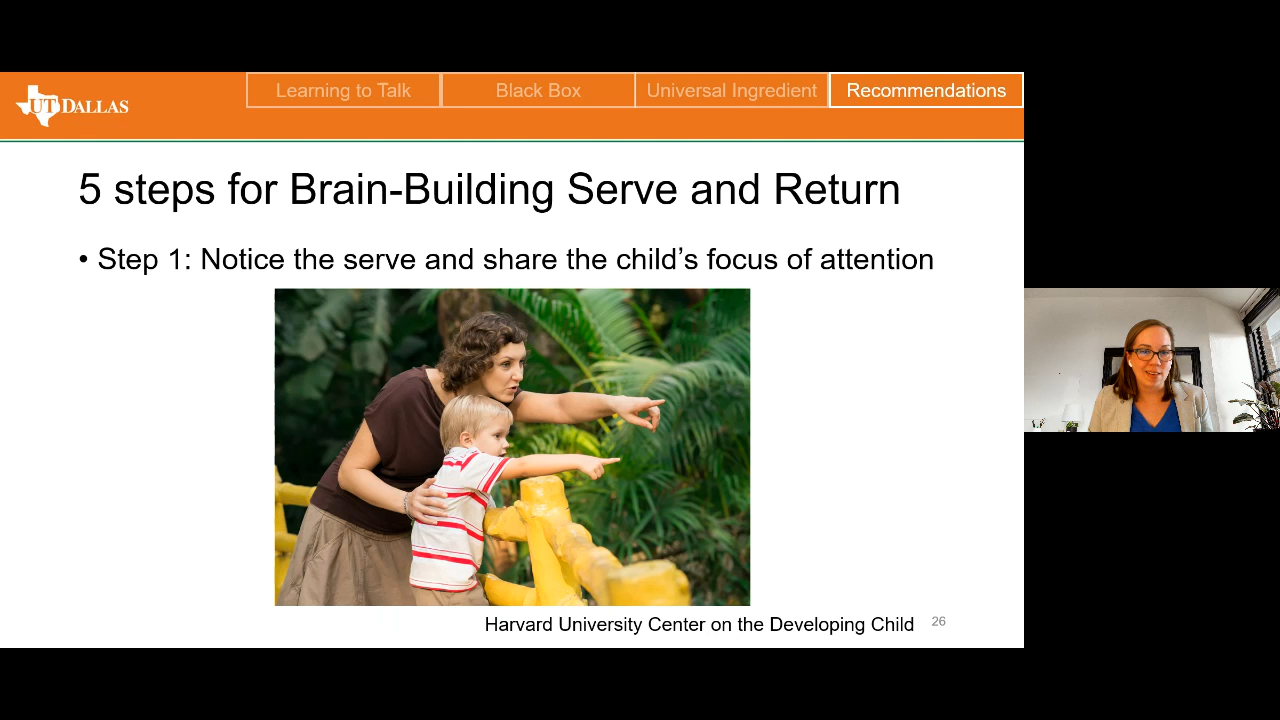 UT DALLAS
Learning to Talk
Black Box
Universal Ingredient
Recommendations
5 steps for Brain-Building Serve and Return
• Step 1: Notice the serve and share the child’s focus of attention
Harvard University Center on the Developing Child
26